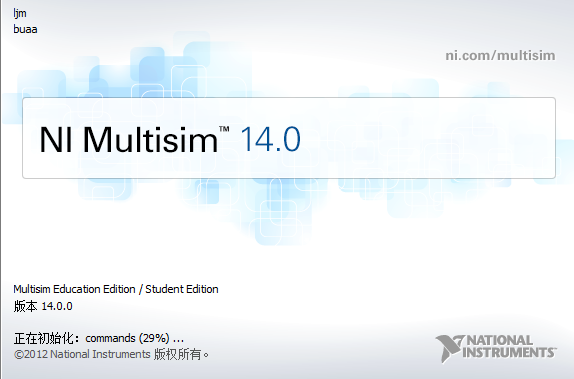 ljm
buaa
ni.com/multisim
NI Multisim™ 14.0
Multisim Education Edition / Student Edition
版本 14.0.0
正在初始化：commands (29%) ...
©2012 National Instruments 版权所有。
NATIONAL
INSTRUMENTS™